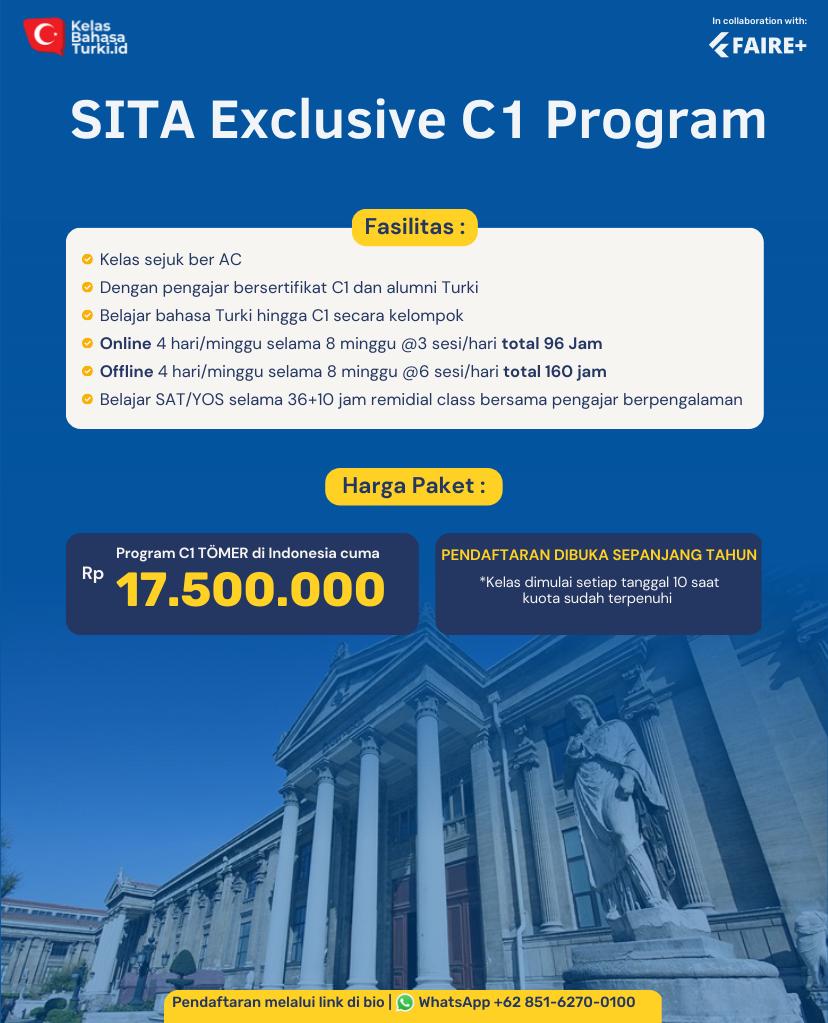 Kelas
Bahasa
Turki.id
In collaboration with:
FAIRE+
SITA Exclusive C1 Program
Fasilitas :
Kelas sejuk ber AC
Dengan pengajar bersertifikat C1 dan alumni Turki
Belajar bahasa Turki hingga C1 secara kelompok
Online 4 hari/minggu selama 8 minggu @3 sesi/hari total 96 Jam
Offline 4 hari/minggu selama 8 minggu @6 sesi/hari total 160 jam
Belajar SAT/YOS selama 36+10 jam remidial class bersama pengajar berpengalaman
Harga Paket :
Program C1 TÖMER di Indonesia cuma
Rp 17.500.000
PENDAFTARAN DIBUKA SEPANJANG TAHUN
*Kelas dimulai setiap tanggal 10 saat
kuota sudah terpenuhi
Pendaftaran melalui link di bio | WhatsApp +62 851-6270-0100